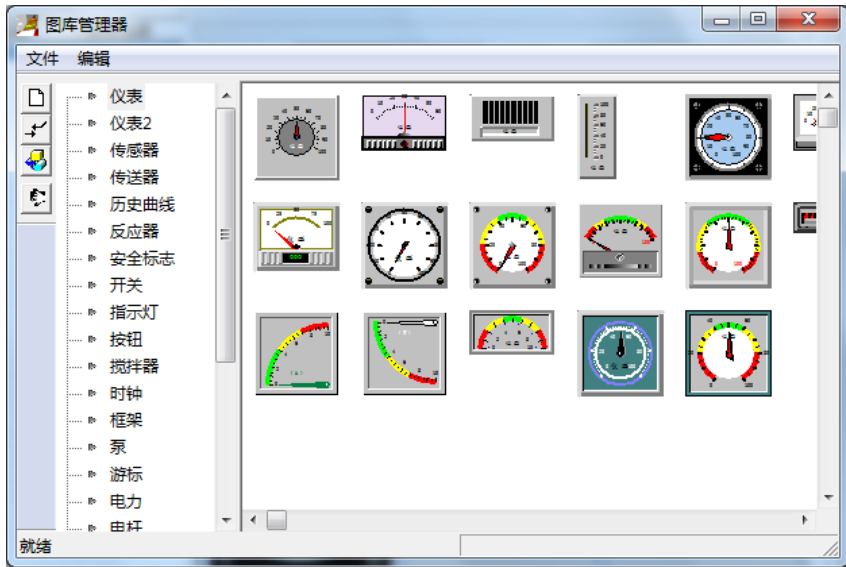 图库管理器
文件 编辑
仪表
仪表2
传感器
传送器
历史曲线
反应器
安全标志
开关
指示灯
按钮
搅拌器
时钟
框架
泵
游标
电力
电杆
就绪